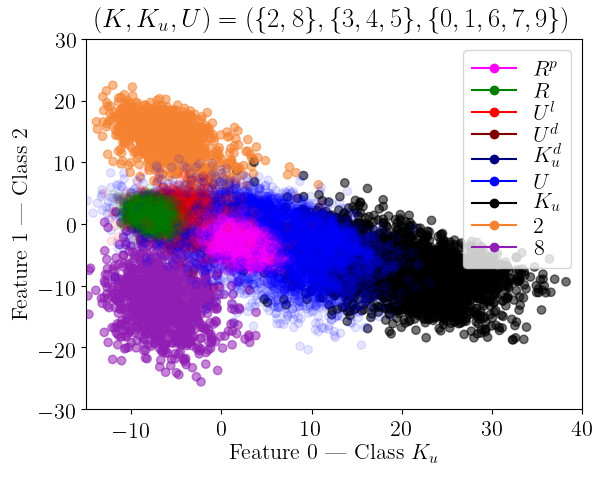 (K, K_u, U) = ({2, 8}, {3, 4, 5}, {0, 1, 6, 7, 9})
30
20
10
0
−10
−20
−30
Feature 1 — Class 2
R^p
R
U^l
U^d
K_u^d
U
K_u
2
8
−10
0
10
20
30
40
Feature 0 — Class K_u